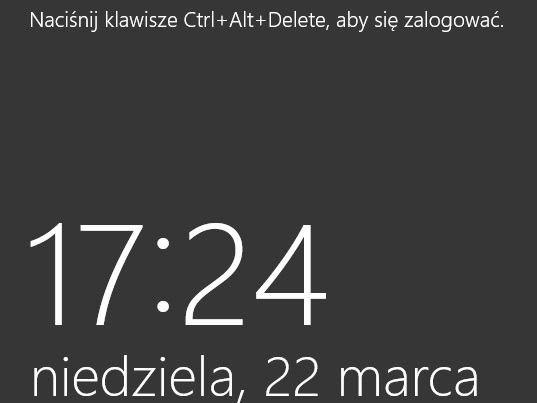 Naciśnij klawisze Ctrl+Alt+Delete, aby się zalogować.
17:24
niedziela, 22 marca